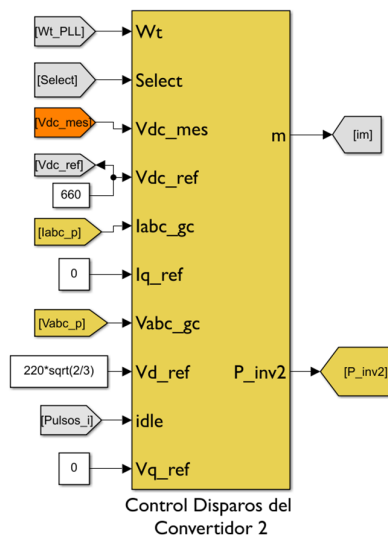 [Wt_PLL]
Wt
[Select]
Select
[Vdc_mes]
Vdc_mes
m
[im]
[Vdc_ref]
Vdc_ref
660
[Iabc_p]
Iabc_gc
0
Iq_ref
[Vabc_p]
Vabc_gc
220*sqrt(2/3)
Vd_ref
P_inv2
[P_inv2]
[Pulsos_i]
idle
0
Vq_ref
Control Disparos del
Convertidor 2